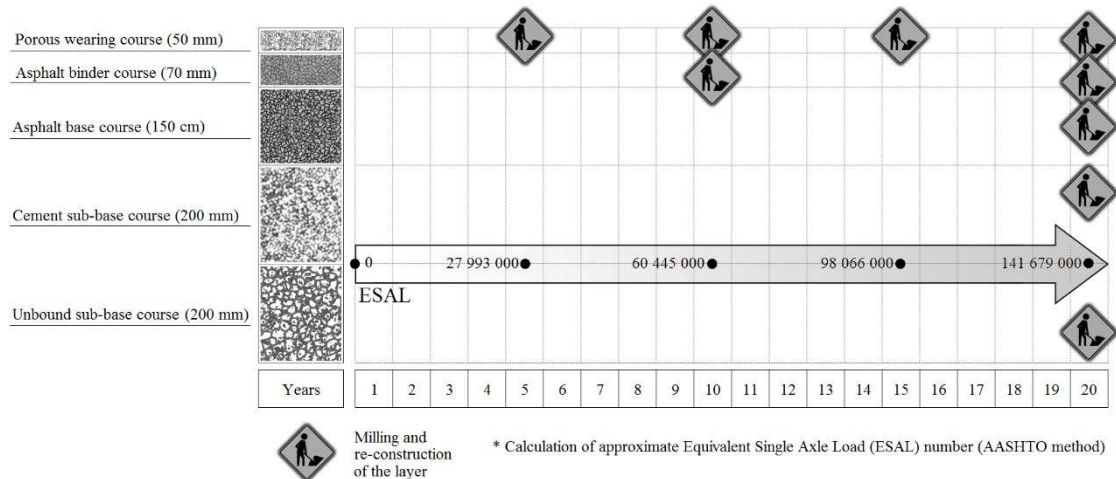 Porous wearing course (50 mm)
Asphalt binder course (70 mm)
Asphalt base course (150 cm)
Cement sub-base course (200 mm)
0 27 993 000 60 445 000 98 066 000 141 679 000
ESAL
Unbound sub-base course (200 mm)
Years 1 2 3 4 5 6 7 8 9 10 11 12 13 14 15 16 17 18 19 20
Milling and
re-construction
of the layer
* Calculation of approximate Equivalent Single Axle Load (ESAL) number (AASHTO method)